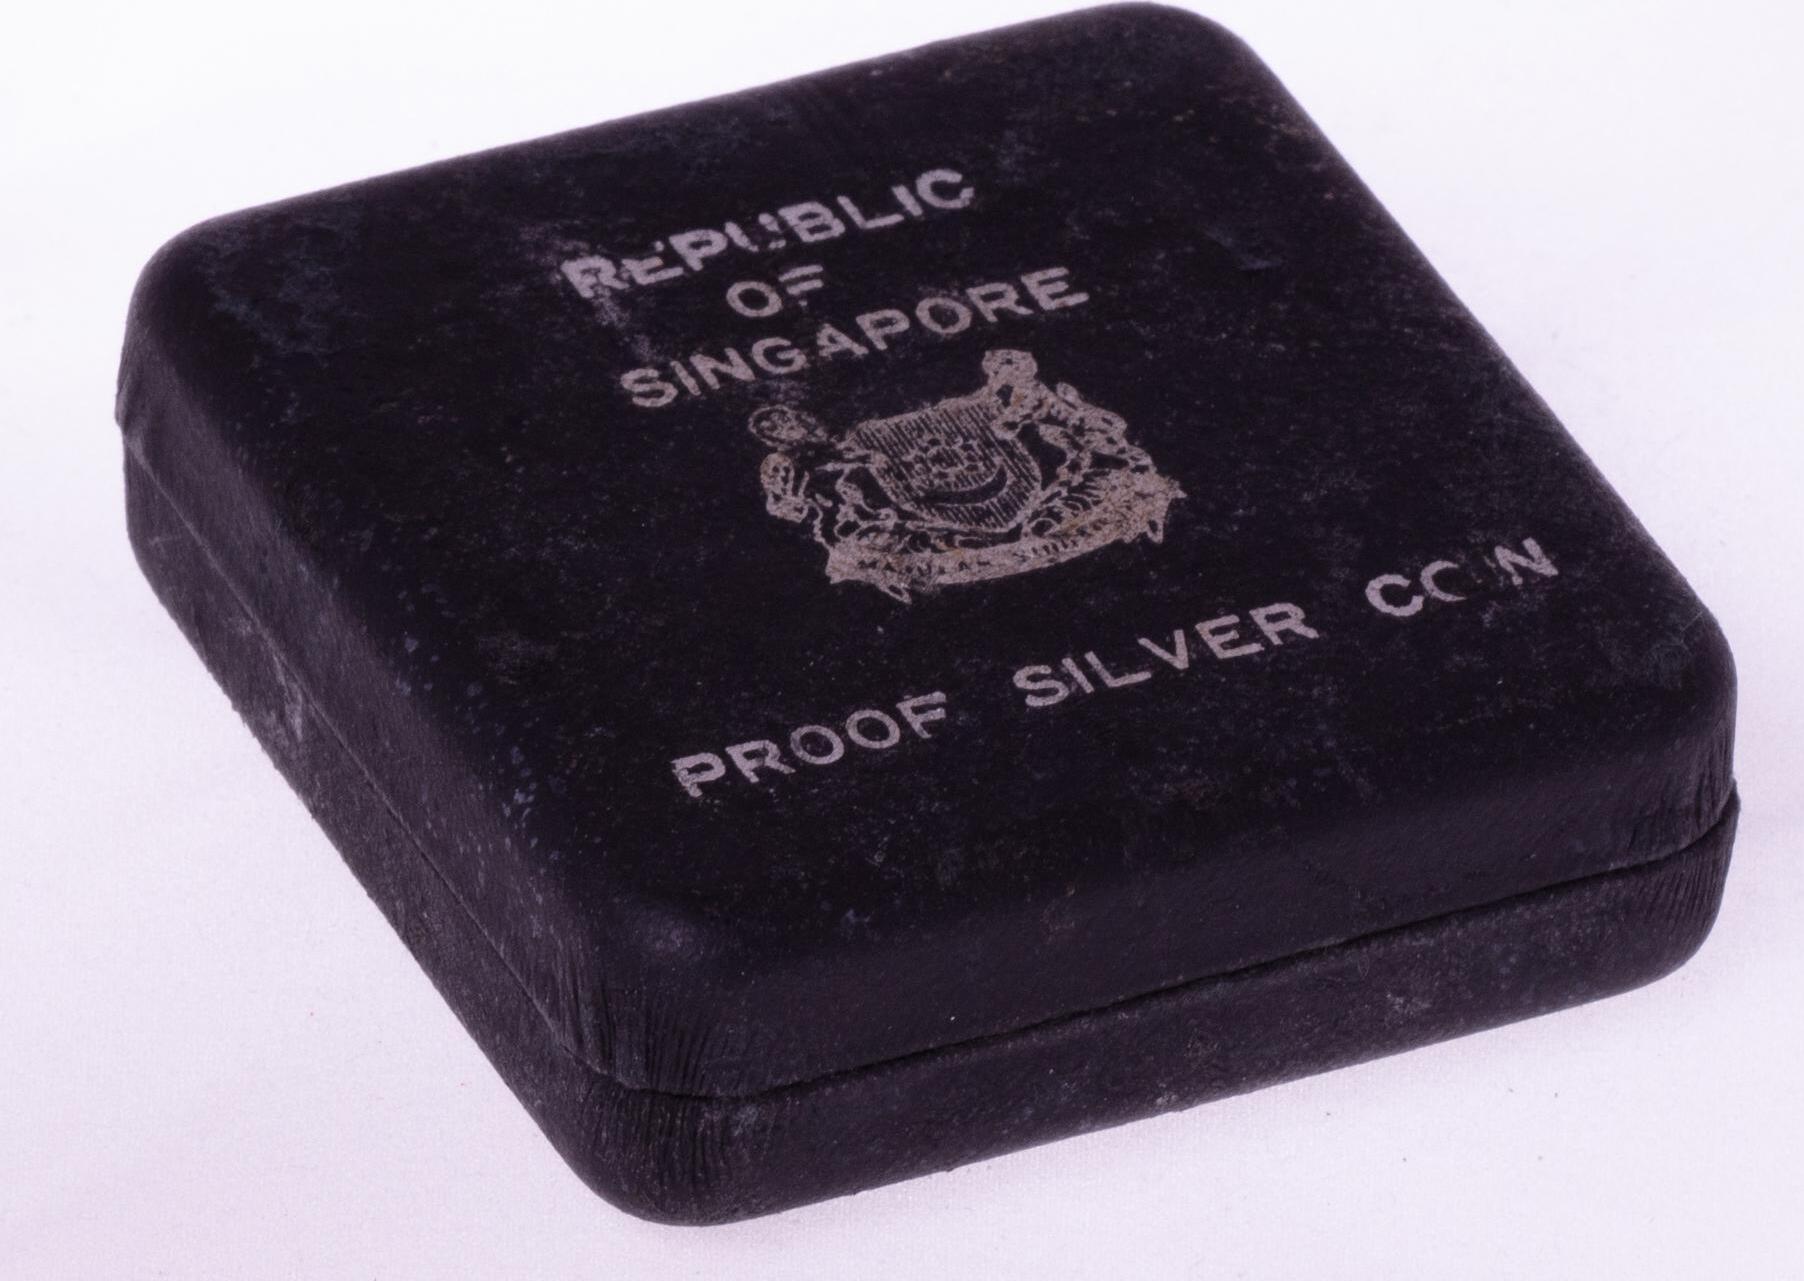 REPUBLIC
OF
SINGAPORE
PROOF SILVER COIN